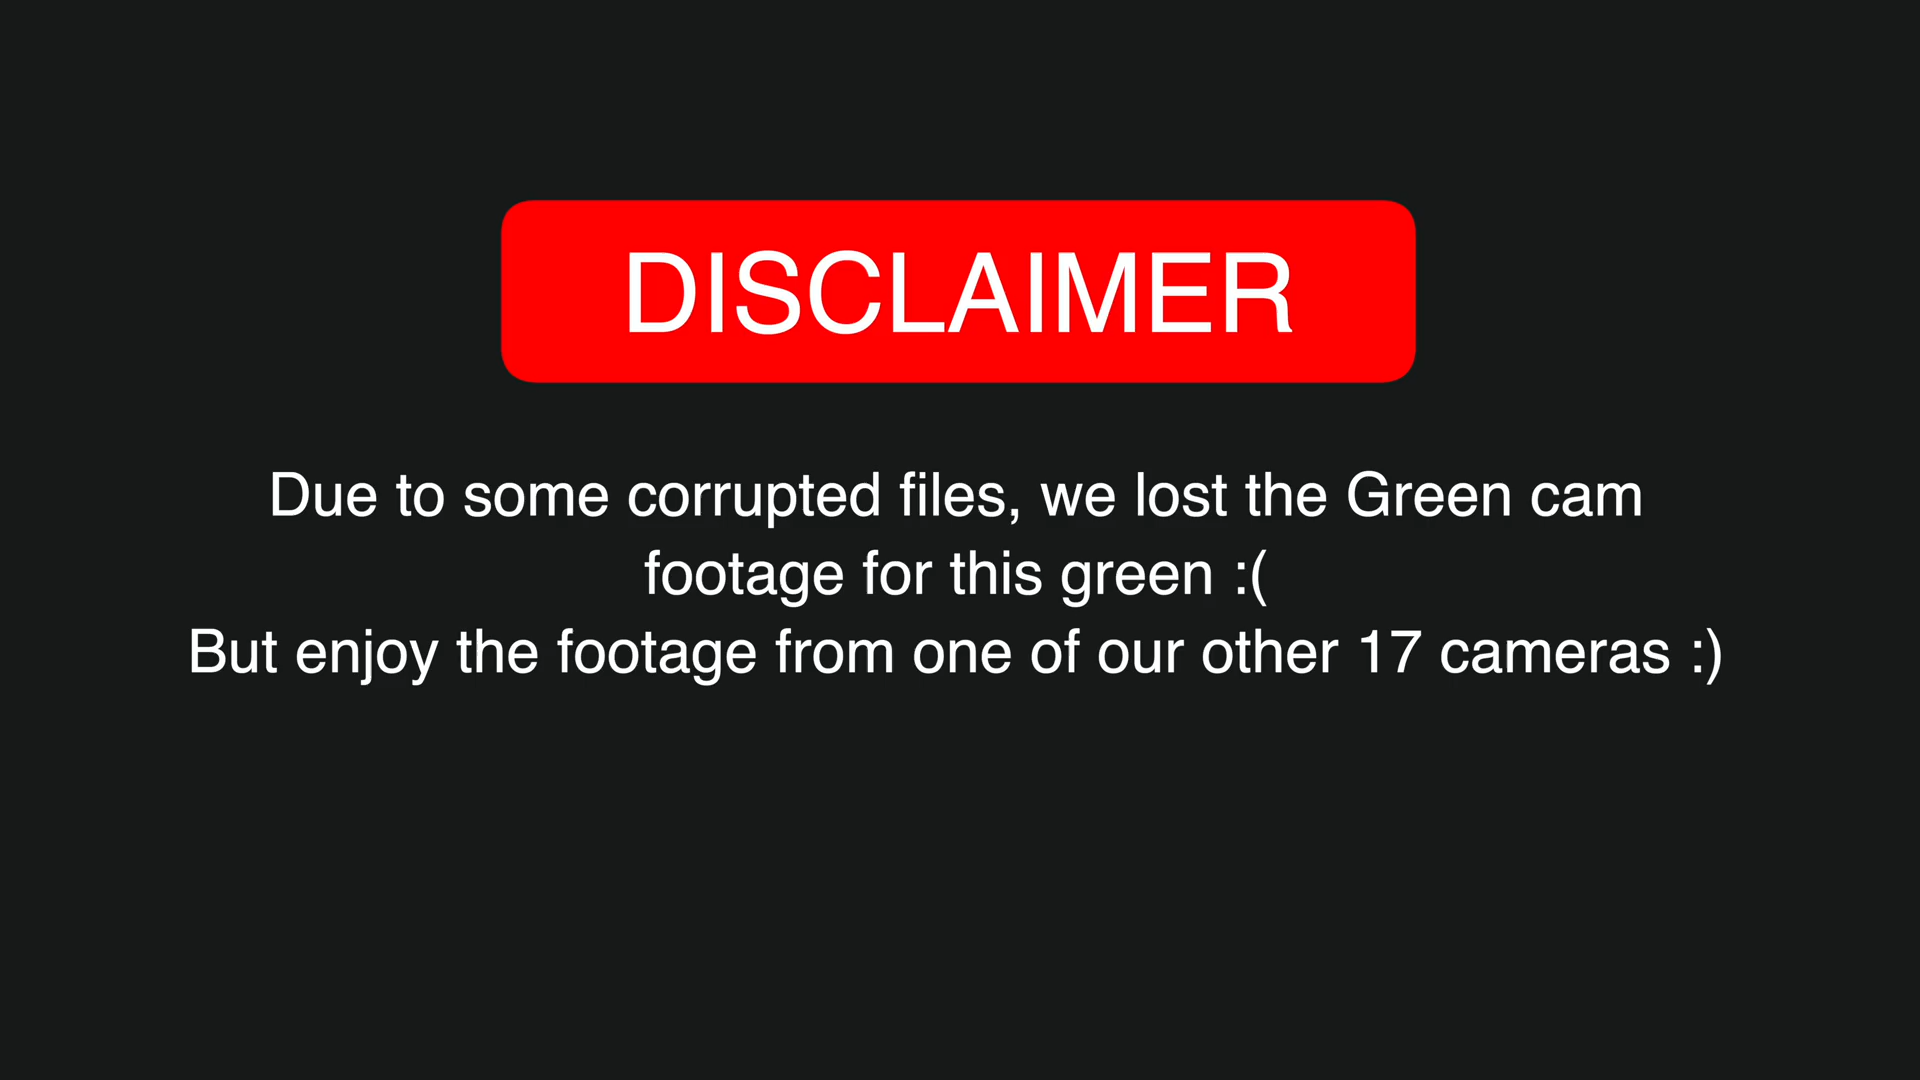 DISCLAIMER
Due to some corrupted files, we lost the Green cam
footage for this green :(
But enjoy the footage from one of our other 17 cameras :)